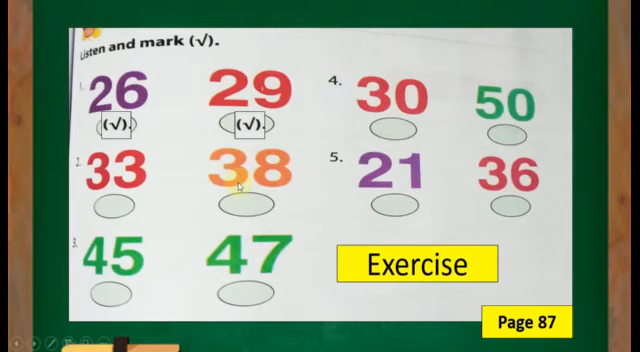 Listen and mark (√).
1. 26 29
(√). (√).
2. 33 38
3. 45 47
4. 30 50
5. 21 36
Exercise
Page 87